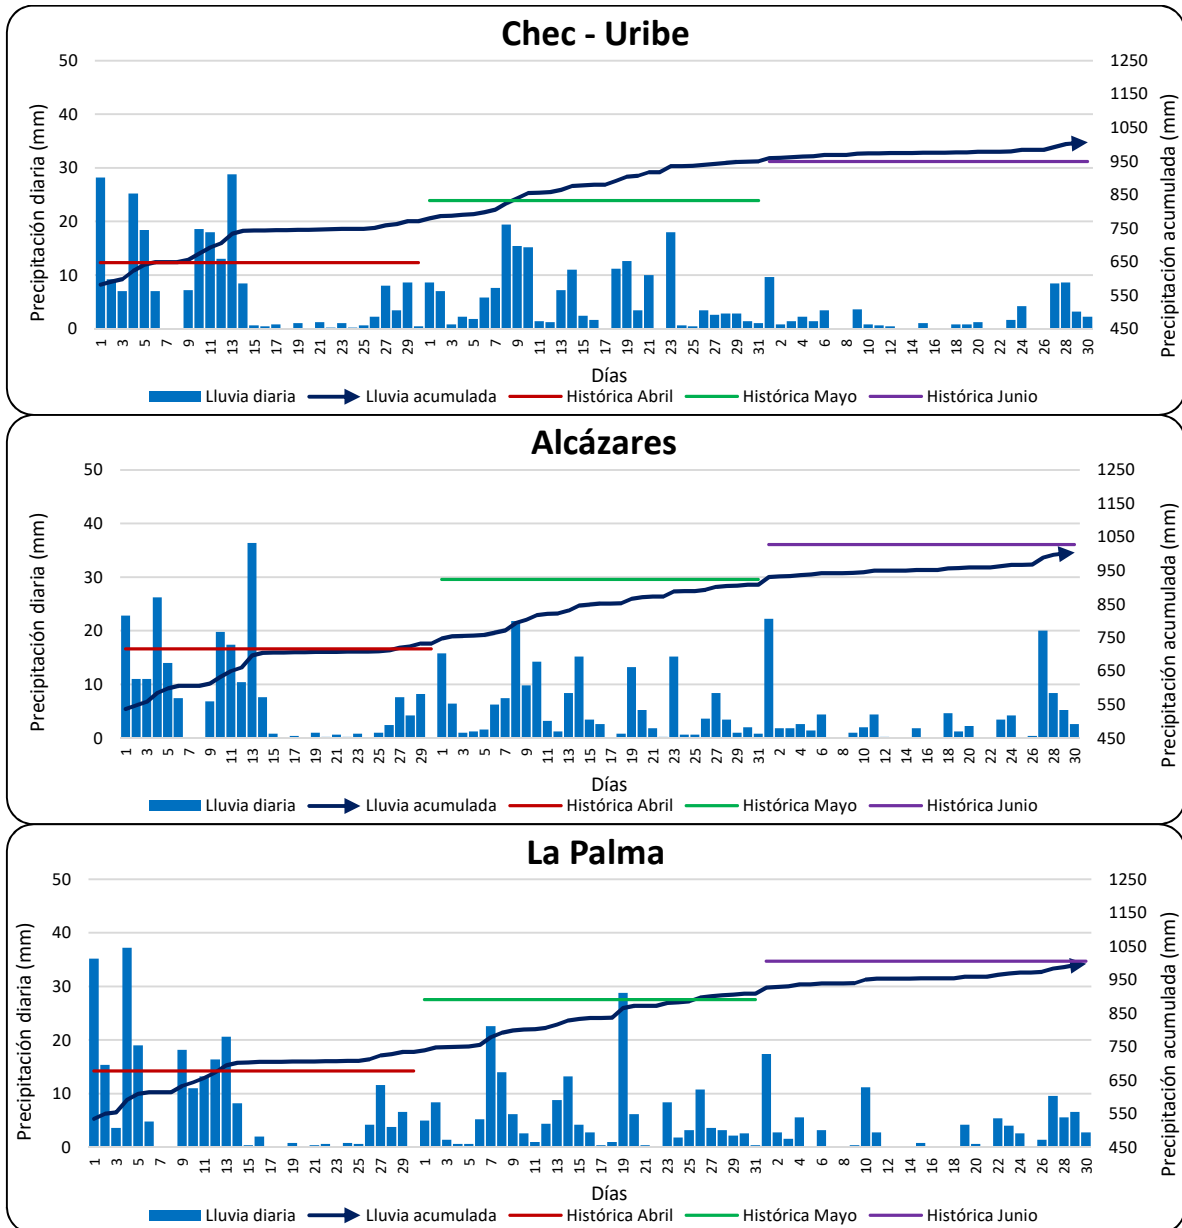 Chec - Uribe
Precipitación diaria (mm)
50
40
30
20
10
0
1250
1150
1050
950
850
750
650
550
450
Precipitación acumulada (mm)
1 3 5 7 9 11 13 15 17 19 21 23 25 27 29 1 3 5 7 9 11 13 15 17 19 21 23 25 27 29 31 2 4 6 8 10 12 14 16 18 20 22 24 26 28 30
Días
Lluvia diaria Lluvia acumulada Histórica Abril Histórica Mayo Histórica Junio
Alcázares
Precipitación diaria (mm)
50
40
30
20
10
0
1250
1150
1050
950
850
750
650
550
450
Precipitación acumulada (mm)
1 3 5 7 9 11 13 15 17 19 21 23 25 27 29 1 3 5 7 9 11 13 15 17 19 21 23 25 27 29 31 2 4 6 8 10 12 14 16 18 20 22 24 26 28 30
Días
Lluvia diaria Lluvia acumulada Histórica Abril Histórica Mayo Histórica Junio
La Palma
Precipitación diaria (mm)
50
40
30
20
10
0
1250
1150
1050
950
850
750
650
550
450
Precipitación acumulada (mm)
1 3 5 7 9 11 13 15 17 19 21 23 25 27 29 1 3 5 7 9 11 13 15 17 19 21 23 25 27 29 31 2 4 6 8 10 12 14 16 18 20 22 24 26 28 30
Días
Lluvia diaria Lluvia acumulada Histórica Abril Histórica Mayo Histórica Junio